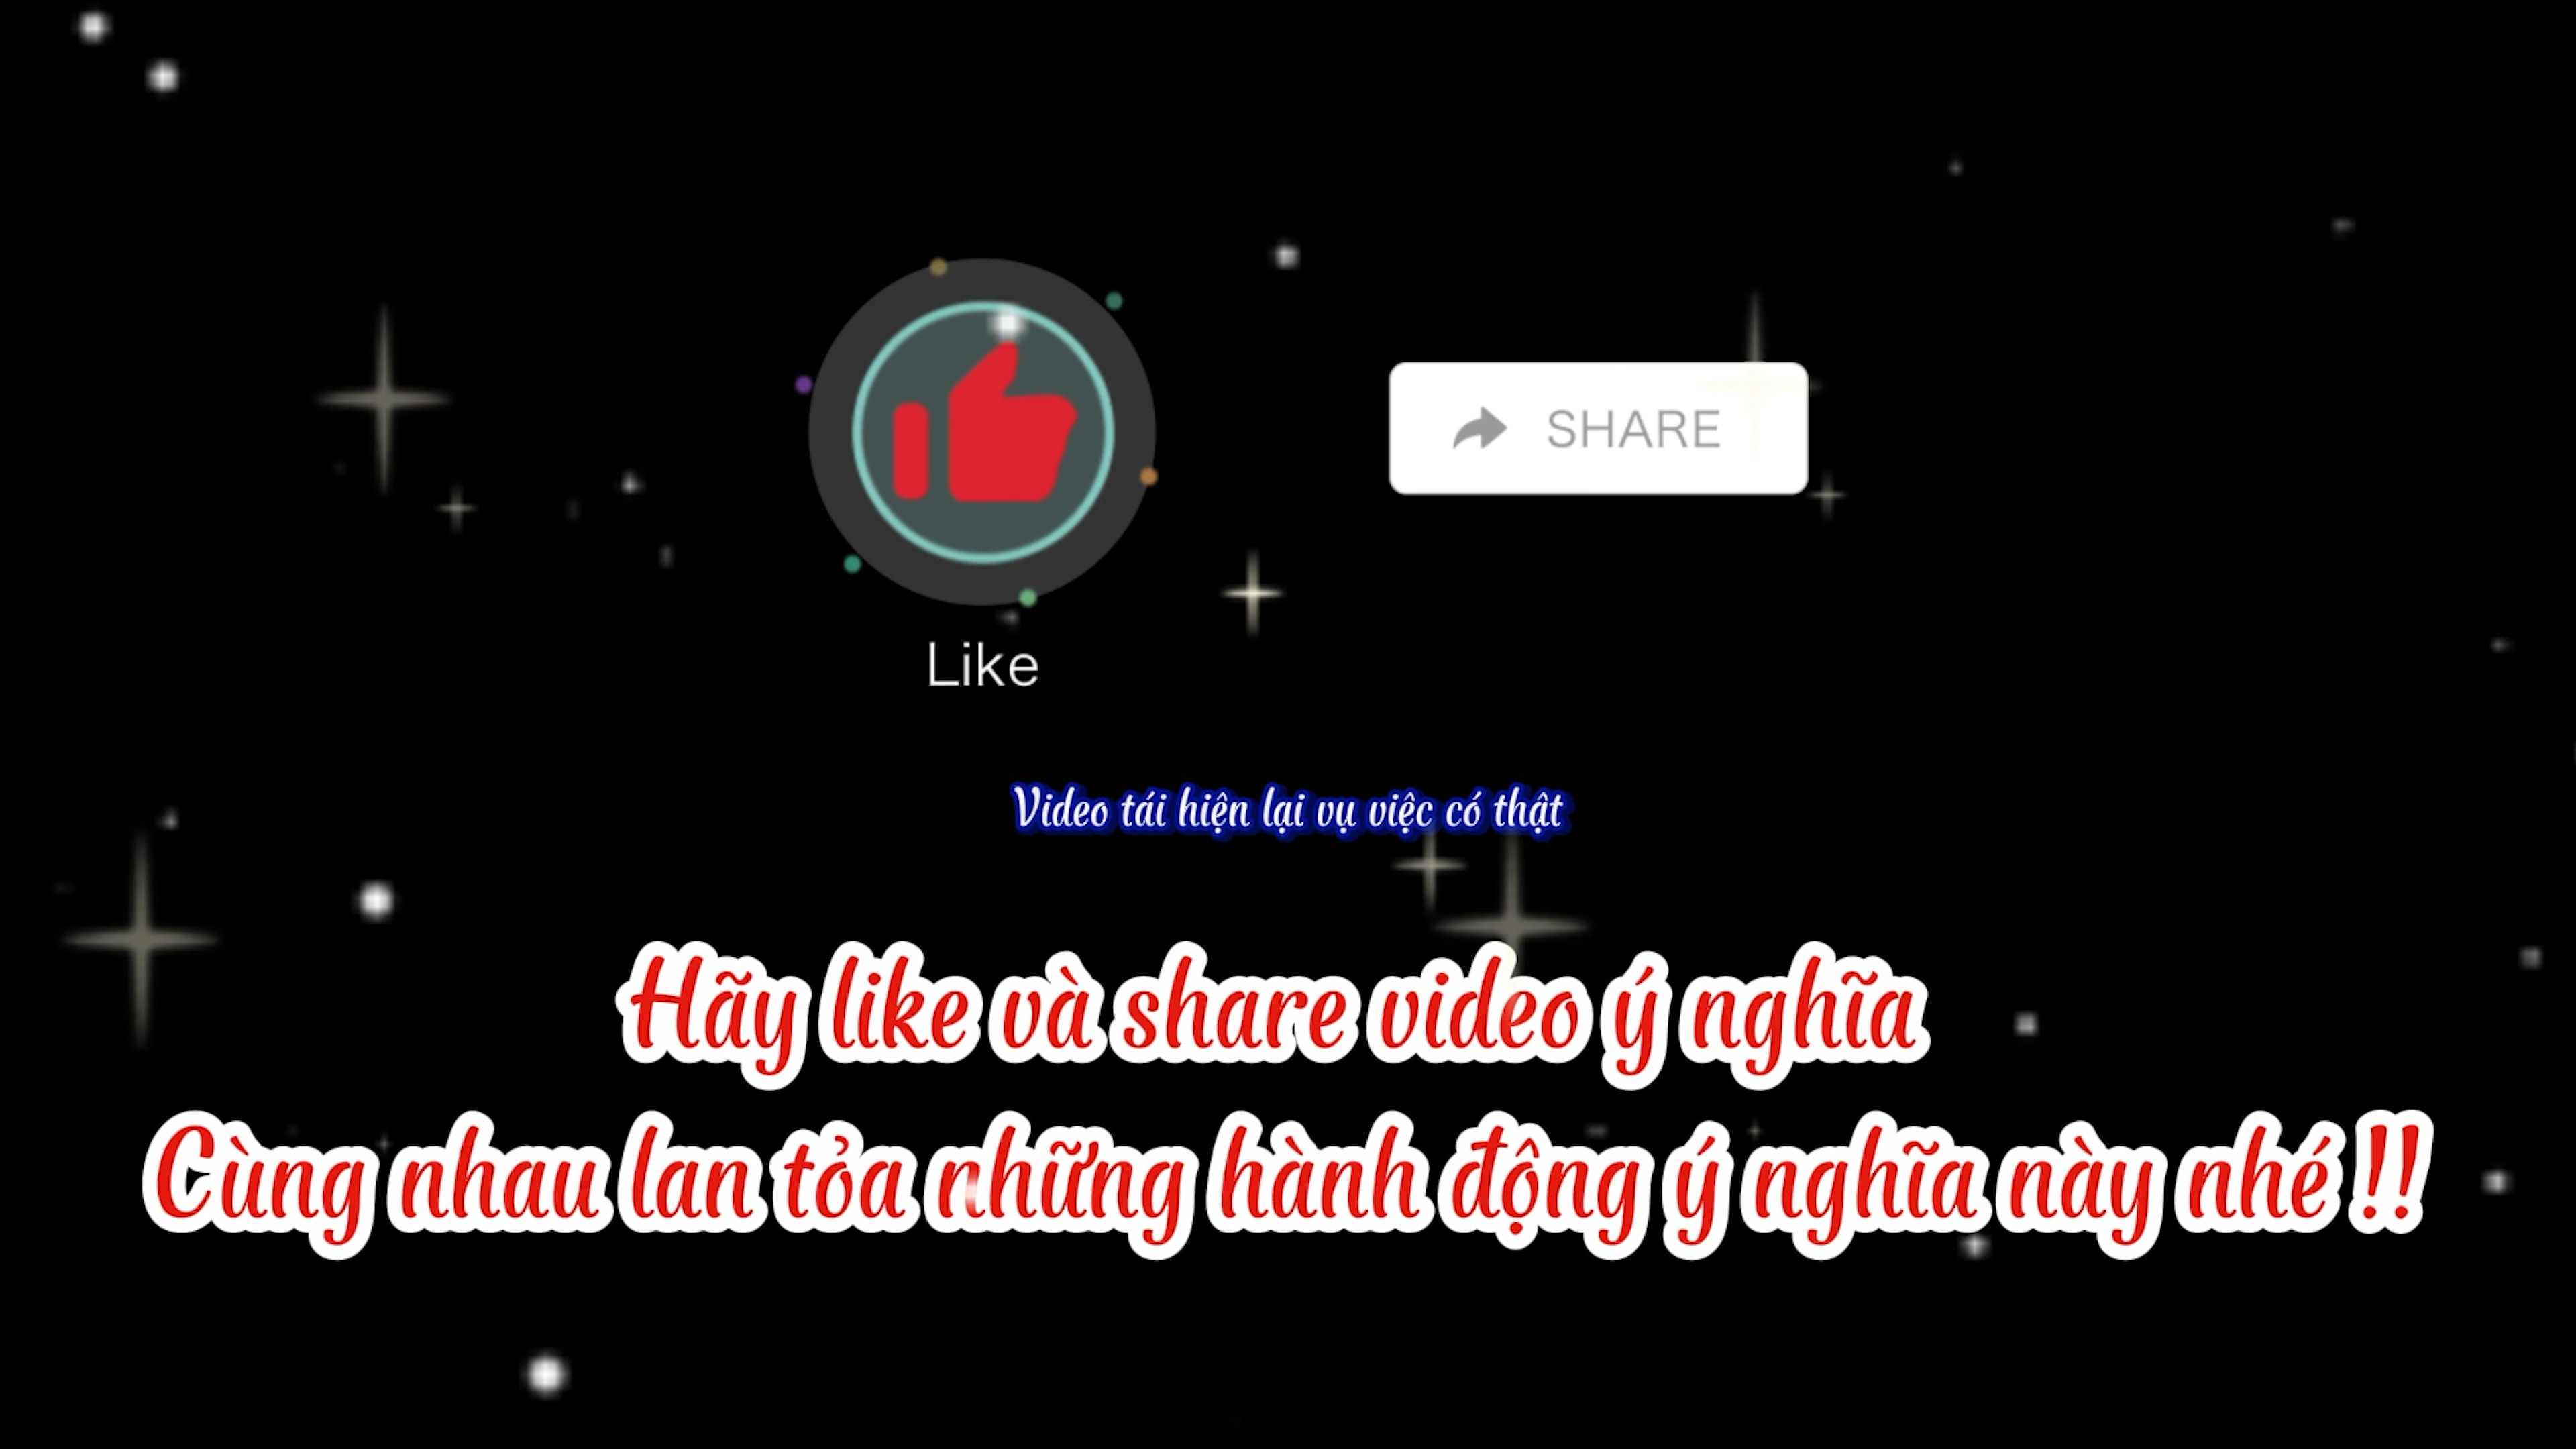 SHARE
Like
Video tái hiện lại vụ việc có thật
Hãy like và share video ý nghĩa
Cùng nhau lan tỏa những hành động ý nghĩa này nhé !!